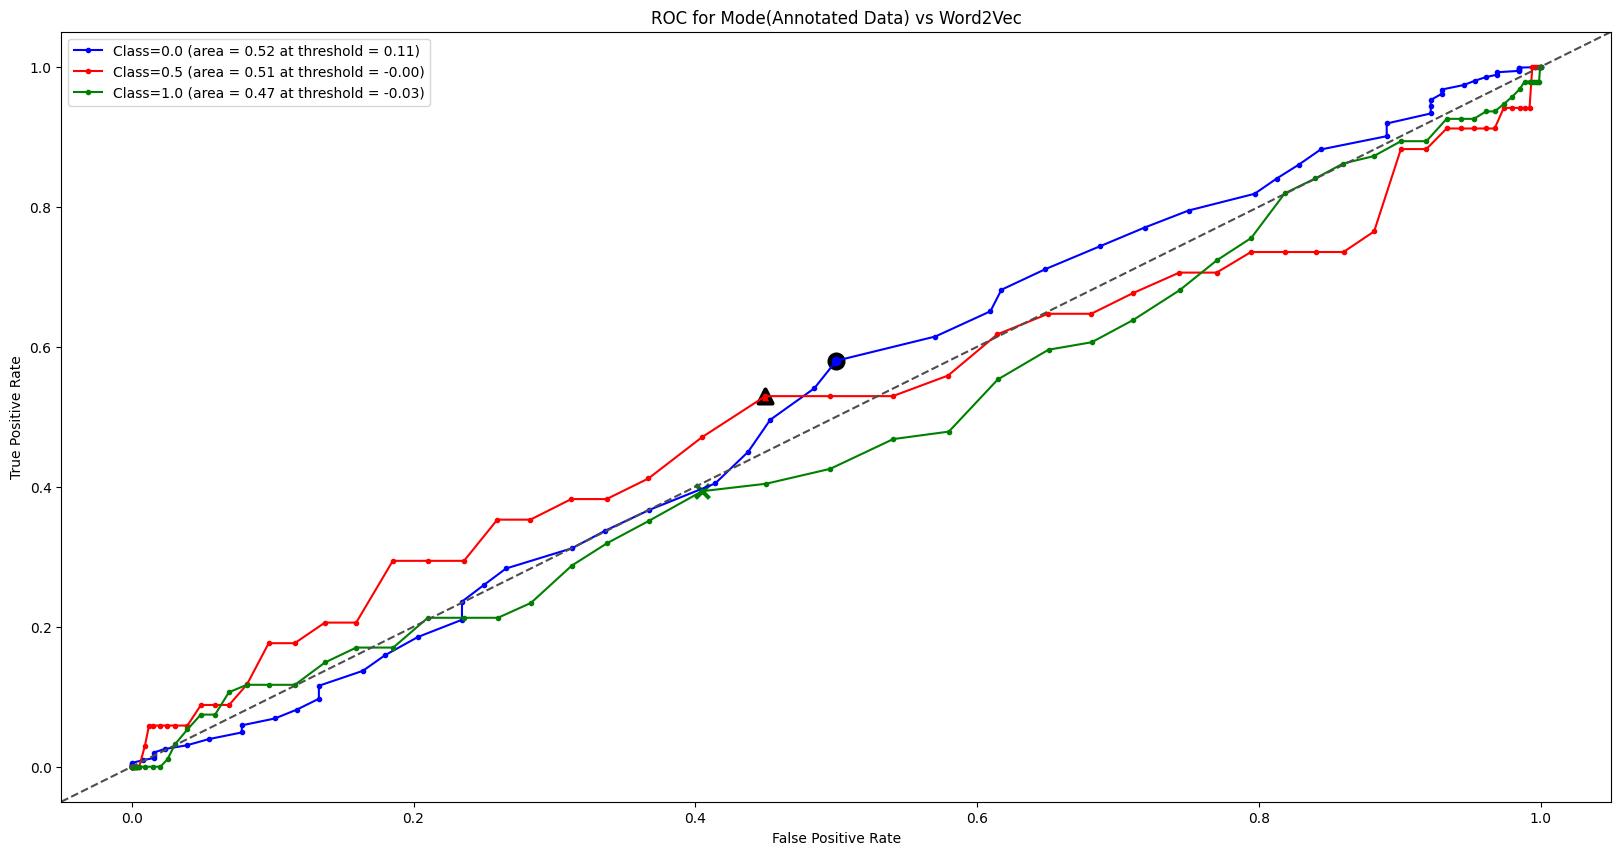 ROC for Mode(Annotated Data) vs Word2Vec
Class=0.0 (area = 0.52 at threshold = 0.11)
Class=0.5 (area = 0.51 at threshold = -0.00)
Class=1.0 (area = 0.47 at threshold = -0.03)
True Positive Rate
1.0
0.8
0.6
0.4
0.2
0.0
0.0 0.2 0.4 0.6 0.8 1.0
False Positive Rate